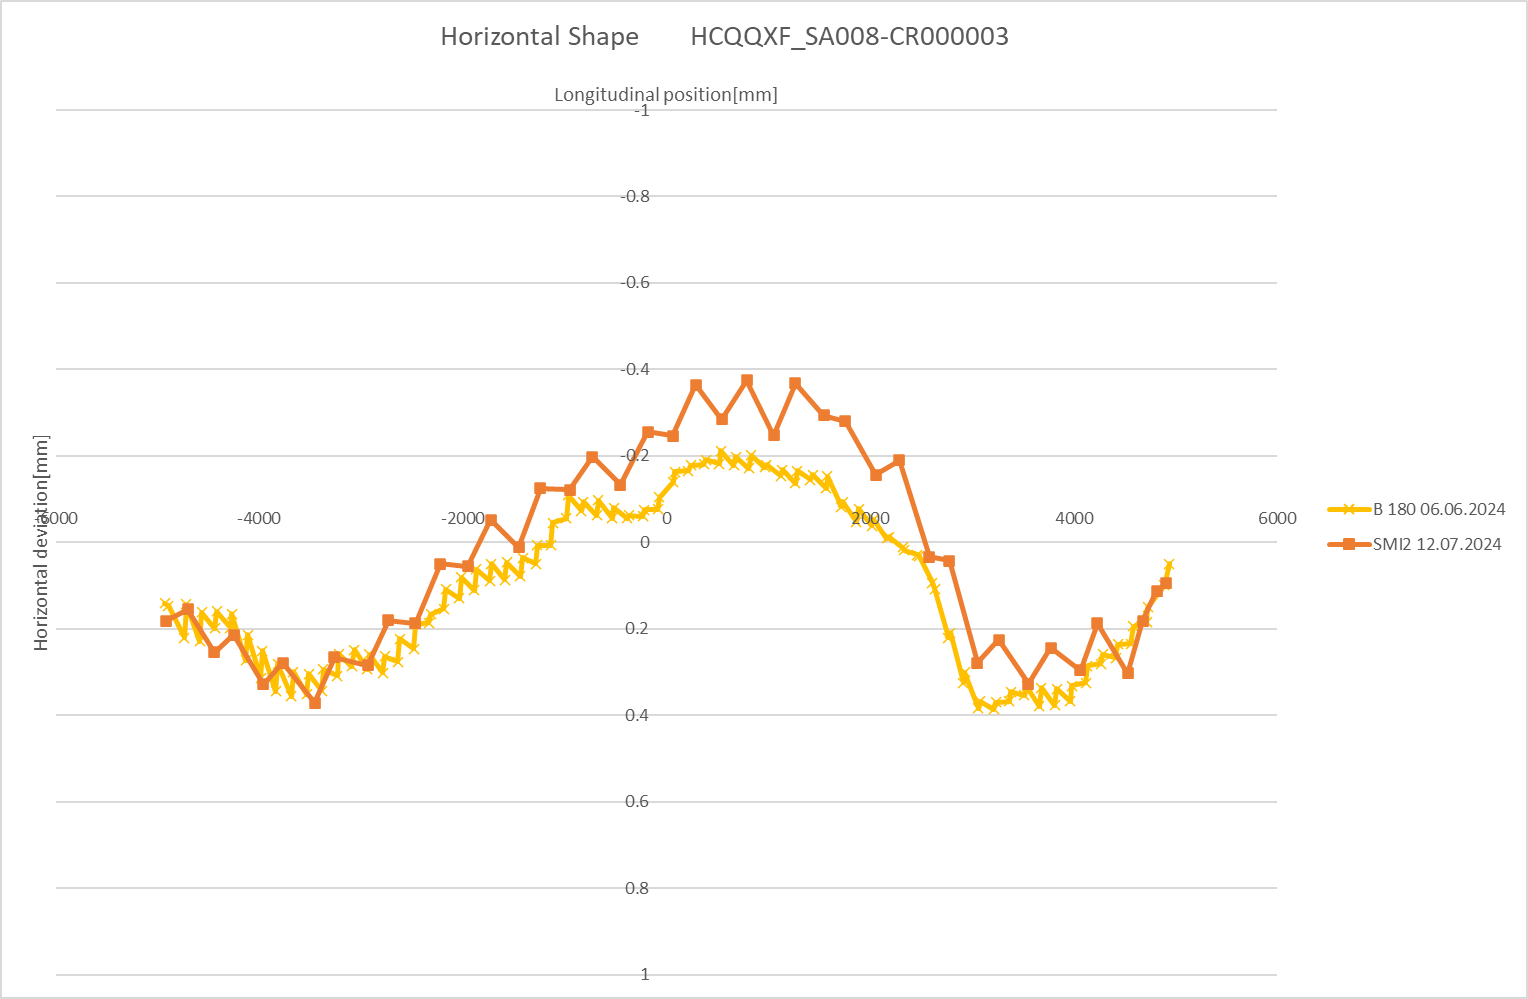 Horizontal Shape HCQQXF_SA008-CR000003
Longitudinal position[mm]
-1
-0.8
-0.6
-0.4
-0.2
-6000 -4000 -2000 0 2000 4000 6000
0
0.2
0.4
0.6
0.8
1
Horizontal deviation[mm]
B 180 06.06.2024
SMI2 12.07.2024